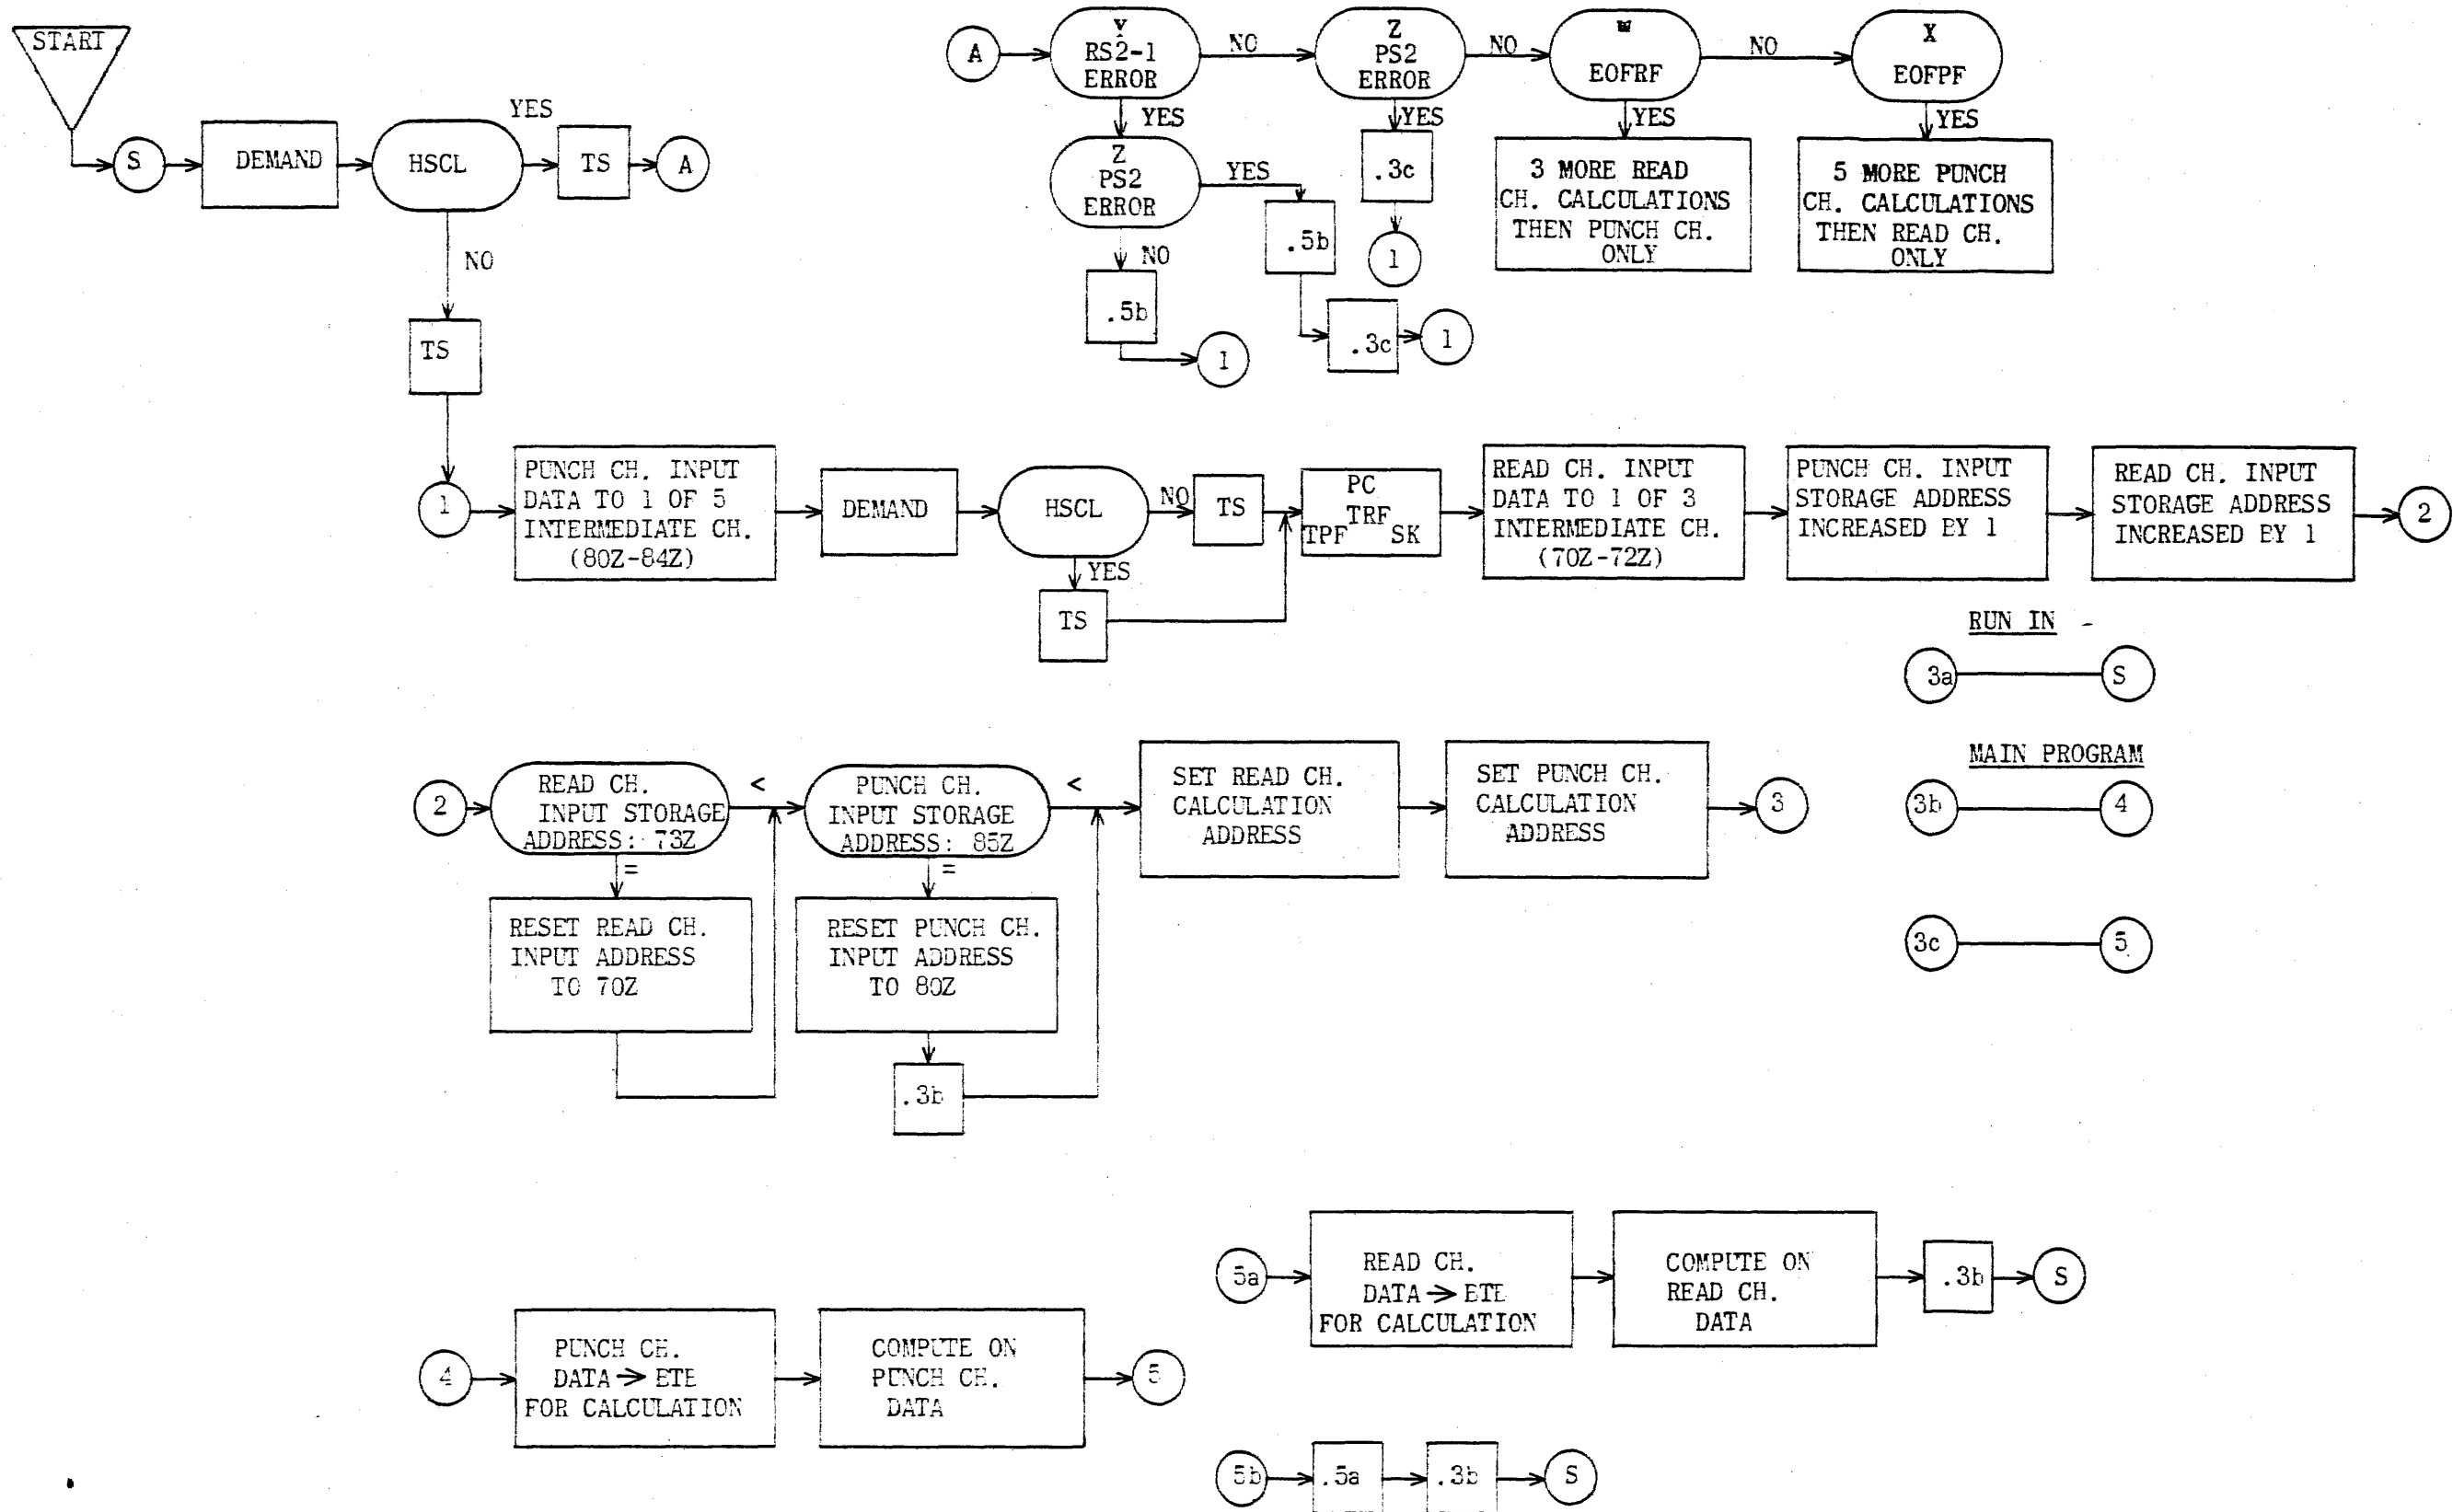 START
S
DEMAND
HSCL
YES
TS
A
NO
TS
A
Y
RS2-1
ERROR
NO
Z
PS2
ERROR
NO
W
EOFRF
NO
X
EOFPF
YES
Z
PS2
ERROR
YES
.5b
.3c
1
NO
.5b
1
YES
.3c
1
YES
3 MORE READ
CH. CALCULATIONS
THEN PUNCH CH.
ONLY
YES
5 MORE PUNCH
CH. CALCULATIONS
THEN READ CH.
ONLY
1
PUNCH CH. INPUT
DATA TO 1 OF 5
INTERMEDIATE CH.
(80Z-84Z)
DEMAND
HSCL
NO
TS
YES
TS
PC
TRF
TPF SK
READ CH. INPUT
DATA TO 1 OF 3
INTERMEDIATE CH.
(70Z-72Z)
PUNCH CH. INPUT
STORAGE ADDRESS
INCREASED BY 1
READ CH. INPUT
STORAGE ADDRESS
INCREASED BY 1
2
RUN IN -
3a
S
MAIN PROGRAM
3b
4
3c
5
2
READ CH.
INPUT STORAGE
ADDRESS: 73Z
<
=
RESET READ CH.
INPUT ADDRESS
TO 70Z
PUNCH CH.
INPUT STORAGE
ADDRESS: 85Z
<
=
RESET PUNCH CH.
INPUT ADDRESS
TO 80Z
.3b
SET READ CH.
CALCULATION
ADDRESS
SET PUNCH CH.
CALCULATION
ADDRESS
3
5a
READ CH.
DATA → BTB
FOR CALCULATION
COMPUTE ON
READ CH.
DATA
.3b
S
4
PUNCH CH.
DATA → BTB
FOR CALCULATION
COMPUTE ON
PUNCH CH.
DATA
5
5b
.5a
.3b
S